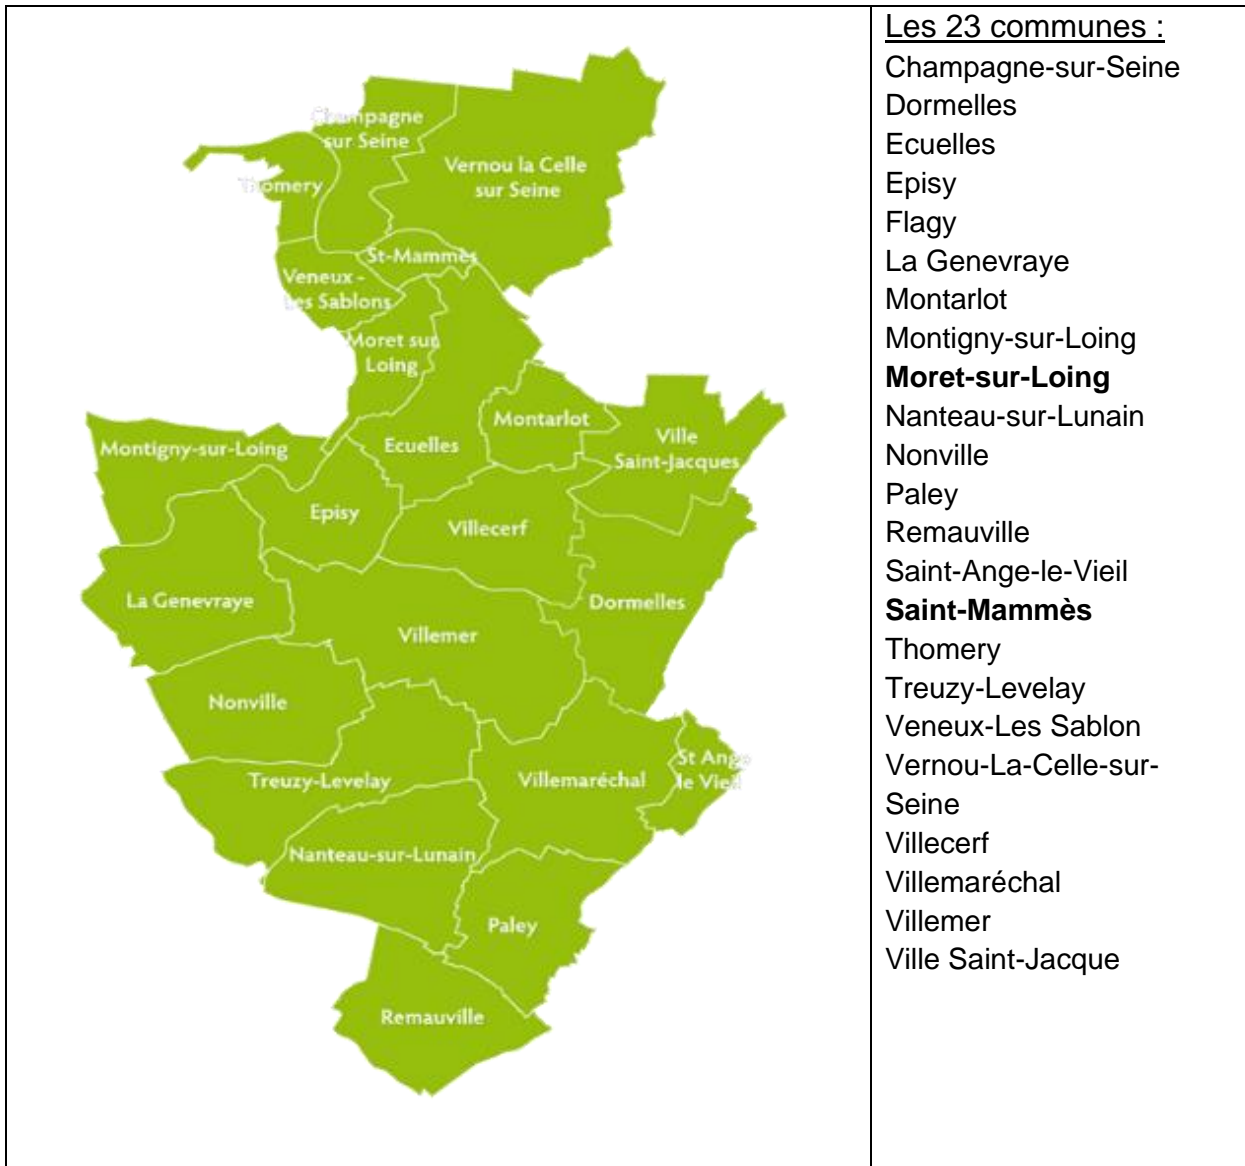 Champagne
sur Seine
Thomery
Vernou la Celle
sur Seine
St-Mammès
Veneux -
Les Sablons
Moret sur
Loing
Montigny-sur-Loing
Ecuelles
Montarlot
Ville
Saint-Jacques
Episy
Villecerf
La Genevraye
Dormelles
Villemer
Nonville
Treuzy-Levelay
Villemaréchal
St Ange
le Vieil
Nanteau-sur-Lunain
Paley
Remauville
Les 23 communes :
Champagne-sur-Seine
Dormelles
Ecuelles
Episy
Flagy
La Genevraye
Montarlot
Montigny-sur-Loing
Moret-sur-Loing
Nanteau-sur-Lunain
Nonville
Paley
Remauville
Saint-Ange-le-Vieil
Saint-Mammès
Thomery
Treuzy-Levelay
Veneux-Les Sablon
Vernou-La-Celle-sur-
Seine
Villecerf
Villemaréchal
Villemer
Ville Saint-Jacque